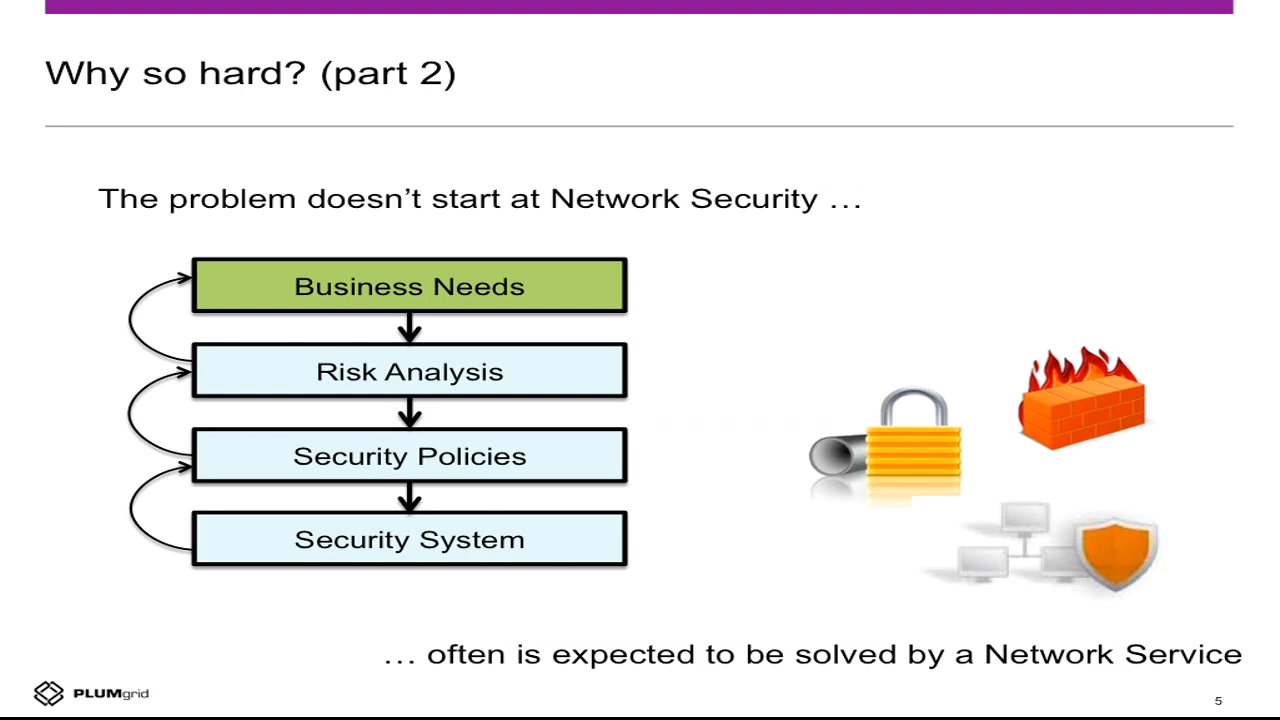 Why so hard? (part 2)
The problem doesn’t start at Network Security …
Business Needs
Risk Analysis
Security Policies
Security System
… often is expected to be solved by a Network Service
PLUMgrid
5